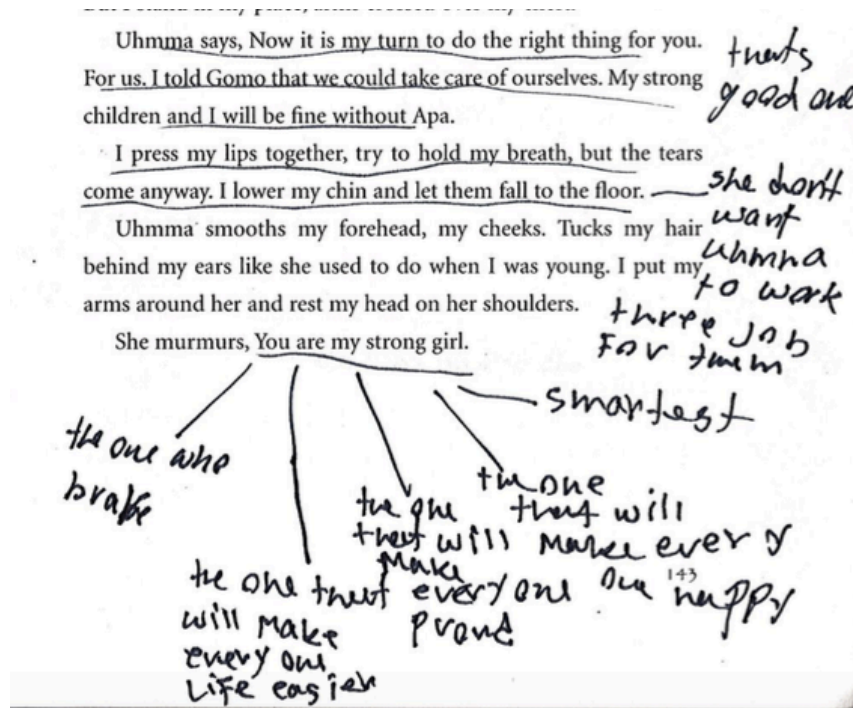 Uhmma says, Now it is my turn to do the right thing for you.
For us. I told Gomo that we could take care of ourselves. My strong
children and I will be fine without Apa.
I press my lips together, try to hold my breath, but the tears
come anyway. I lower my chin and let them fall to the floor.
Uhmma smooths my forehead, my cheeks. Tucks my hair
behind my ears like she used to do when I was young. I put my
arms around her and rest my head on her shoulders.
She murmurs, You are my strong girl.
thats
good one
she don't
want
uhmna
to work
three job
For them
smartest
the one who
brake
the one that
will make
every one
Life easier
the one
that will
make
every one
proud
the one
that will
make every
one happy
143